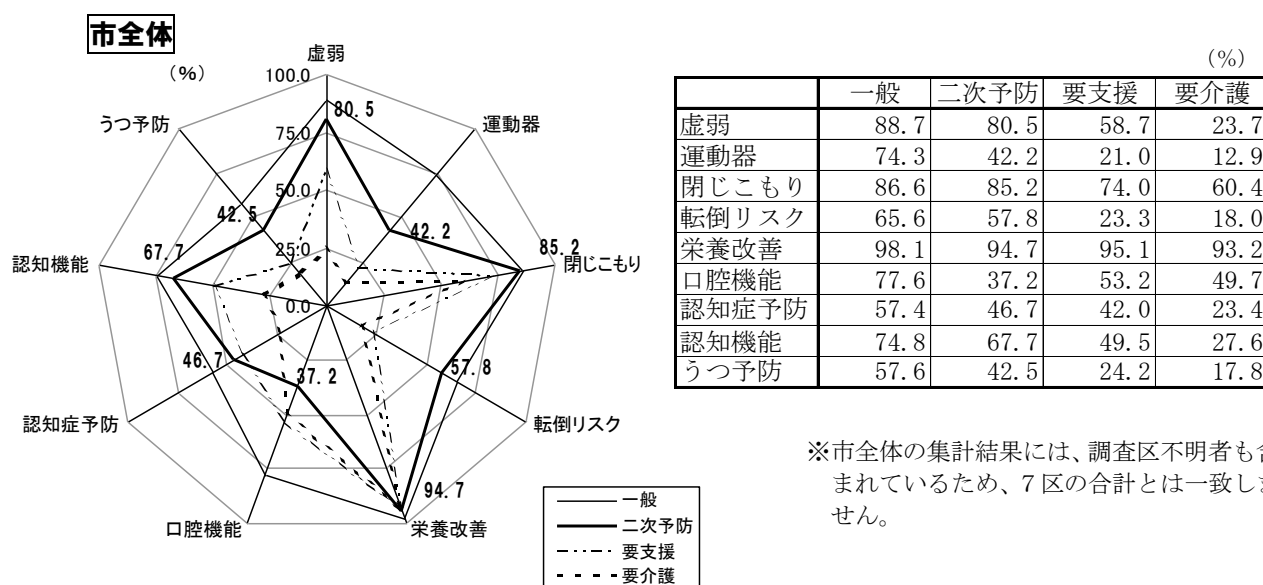 市全体
(%)
虚弱
100.0
80.5
うつ予防
75.0
運動器
50.0
42.5
42.2
67.7
25.0
85.2
認知機能
閉じこもり
0.0
46.7
37.2
57.8
認知症予防
転倒リスク
94.7
口腔機能
栄養改善
一般
二次予防
要支援
要介護
(%)
一般 二次予防 要支援 要介護
虚弱 88.7 80.5 58.7 23.7
運動器 74.3 42.2 21.0 12.9
閉じこもり 86.6 85.2 74.0 60.4
転倒リスク 65.6 57.8 23.3 18.0
栄養改善 98.1 94.7 95.1 93.2
口腔機能 77.6 37.2 53.2 49.7
認知症予防 57.4 46.7 42.0 23.4
認知機能 74.8 67.7 49.5 27.6
うつ予防 57.6 42.5 24.2 17.8
※市全体の集計結果には、調査区不明者も含
まれているため、7区の合計とは一致しま
せん。